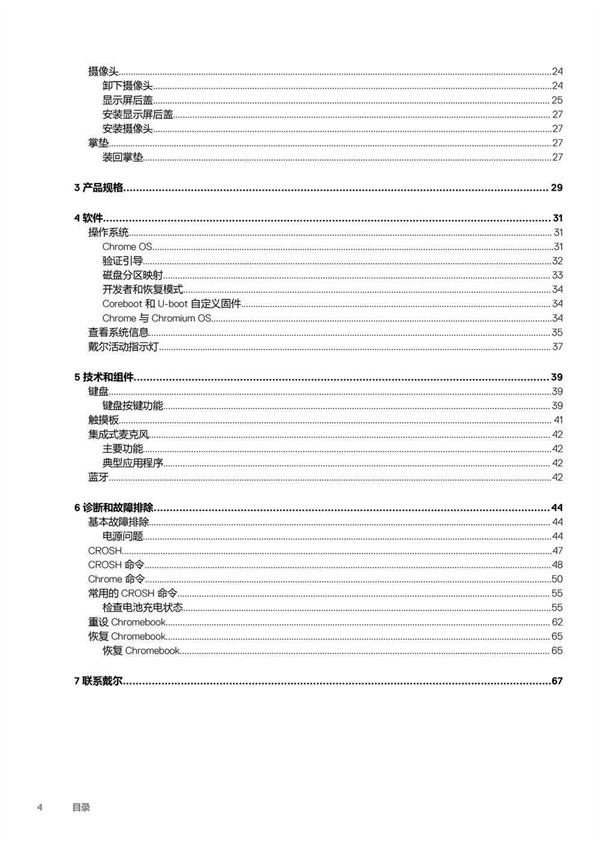 摄像头........24
卸下摄像头........24
显示屏后盖........25
安装显示屏后盖........27
安装摄像头........27
掌垫........27
装回掌垫........27
3 产品规格........29
4 软件........31
操作系统........31
Chrome OS........31
验证引导........32
磁盘分区映射........33
开发者和恢复模式........34
Coreboot 和 U-boot 自定义固件........34
Chrome 与 Chromium OS........34
查看系统信息........35
戴尔活动指示灯........37
5 技术和组件........39
键盘........39
键盘按键功能........39
触摸板........41
集成式麦克风........42
主要功能........42
典型应用程序........42
蓝牙........42
6 诊断和故障排除........44
基本故障排除........44
电源问题........44
CROSH........47
CROSH 命令........48
Chrome 命令........50
常用的 CROSH 命令........55
检查电池充电状态........55
重设 Chromebook........62
恢复 Chromebook........65
恢复 Chromebook........65
7 联系戴尔........67
4 目录